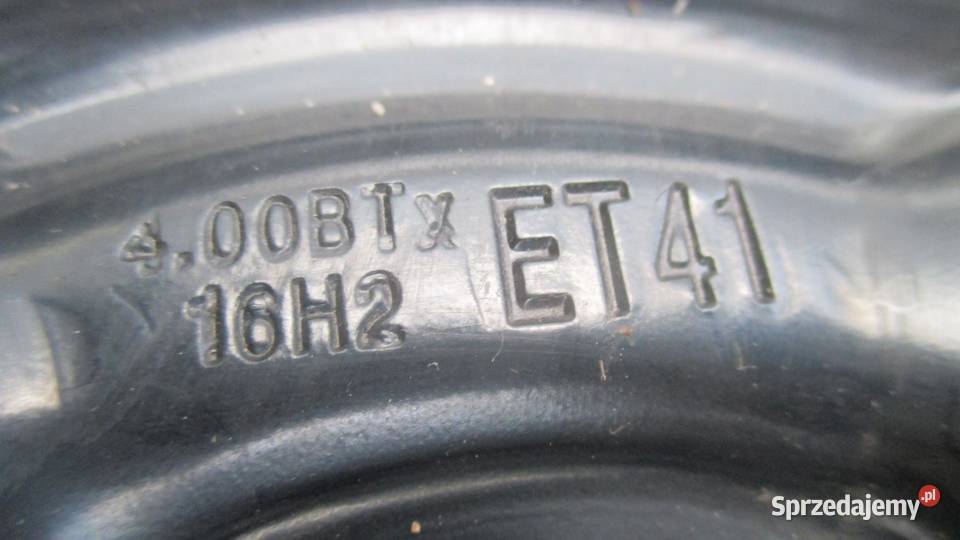 4.00BTx
16H2
ET41
Sprzedajemy.pl